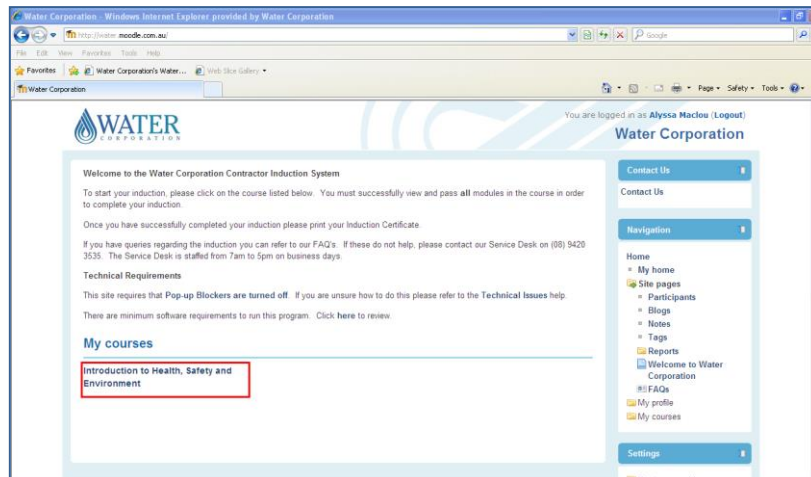 Water Corporation - Windows Internet Explorer provided by Water Corporation
http://water.moodle.com.au/
Google
File Edit View Favorites Tools Help
Favorites Water Corporation's Water... Web Slice Gallery
Water Corporation
Page Safety Tools
WATER
CORPORATION
You are logged in as Alyssa Maclou (Logout)
Water Corporation
Welcome to the Water Corporation Contractor Induction System
To start your induction, please click on the course listed below. You must successfully view and pass all modules in the course in order
to complete your induction.
Once you have successfully completed your induction please print your Induction Certificate.
If you have queries regarding the induction you can refer to our FAQ's. If these do not help, please contact our Service Desk on (08) 9420
3535. The Service Desk is staffed from 7am to 5pm on business days.
Technical Requirements
This site requires that Pop-up Blockers are turned off. If you are unsure how to do this please refer to the Technical Issues help.
There are minimum software requirements to run this program. Click here to review.
My courses
Introduction to Health, Safety and
Environment
Contact Us
Contact Us
Navigation
Home
My home
Site pages
Participants
Blogs
Notes
Tags
Reports
Welcome to Water
Corporation
FAQs
My profile
My courses
Settings